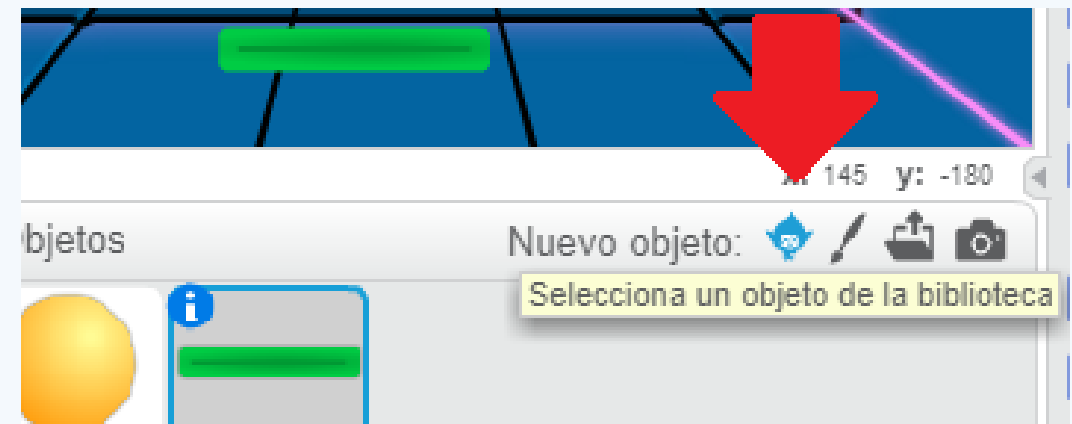 145 y: -180
bjetos
Nuevo objeto:
Selecciona un objeto de la biblioteca
i